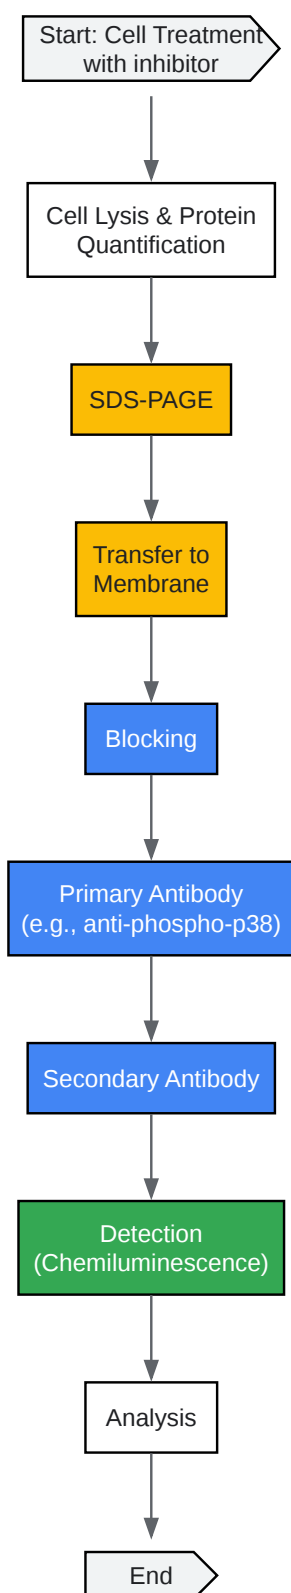 Start: Cell Treatment
with inhibitor
Cell Lysis & Protein
Quantification
SDS-PAGE
Transfer to
Membrane
Blocking
Primary Antibody
(e.g., anti-phospho-p38)
Secondary Antibody
Detection
(Chemiluminescence)
Analysis
End